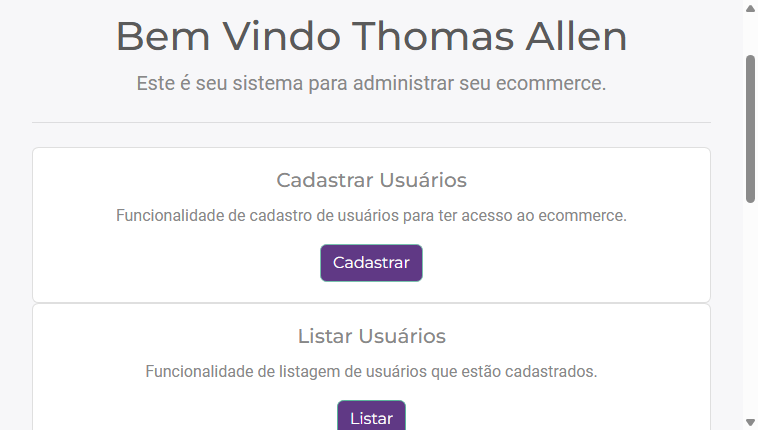 Bem Vindo Thomas Allen
Este é seu sistema para administrar seu ecommerce.
Cadastrar Usuários
Funcionalidade de cadastro de usuários para ter acesso ao ecommerce.
Cadastrar
Listar Usuários
Funcionalidade de listagem de usuários que estão cadastrados.
Listar